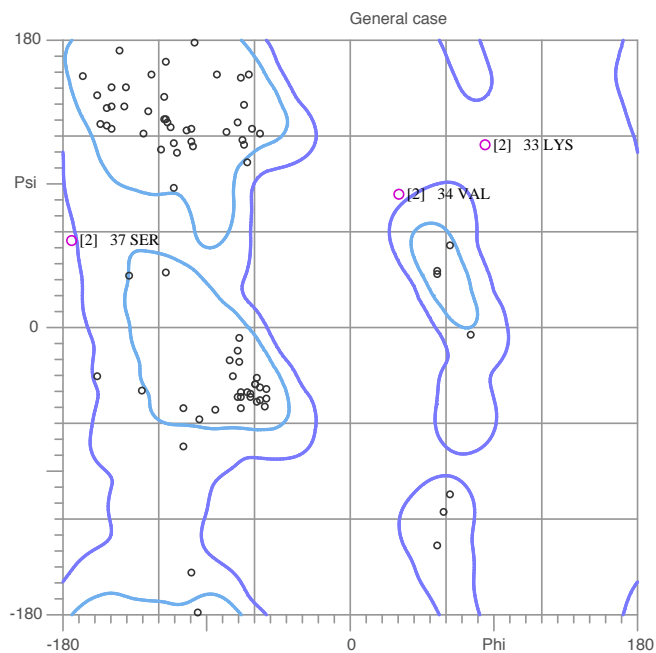 General case
180
[2] 33 LYS
Psi
[2] 34 VAL
[2] 37 SER
0
-180
-180 0 Phi 180